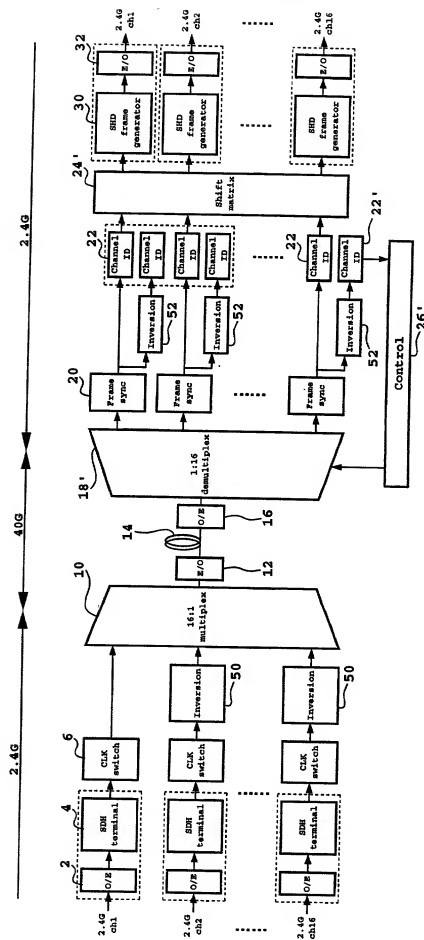 2.4G
40G
2.4G
2.4G
ch1
2
O/E
4
SDH
terminal
6
CLK
switch
2.4G
ch2
O/E
SDH
terminal
CLK
switch
Inversion
50
2.4G
ch16
O/E
SDH
terminal
CLK
switch
Inversion
50
10
16:1
multiplex
12
E/O
14
O/E
16
18'
1:16
demultiplex
20
Frame
sync
Frame
sync
Frame
sync
Inversion
52
Inversion
52
Inversion
52
22
Channel
ID
Channel
ID
Channel
ID
Channel
ID
22
Channel
ID
Channel
ID
22'
Control
26'
24'
Shift
matrix
30
SHD
frame
generator
32
E/O
2.4G
ch1
SHD
frame
generator
E/O
2.4G
ch2
SHD
frame
generator
E/O
2.4G
ch16